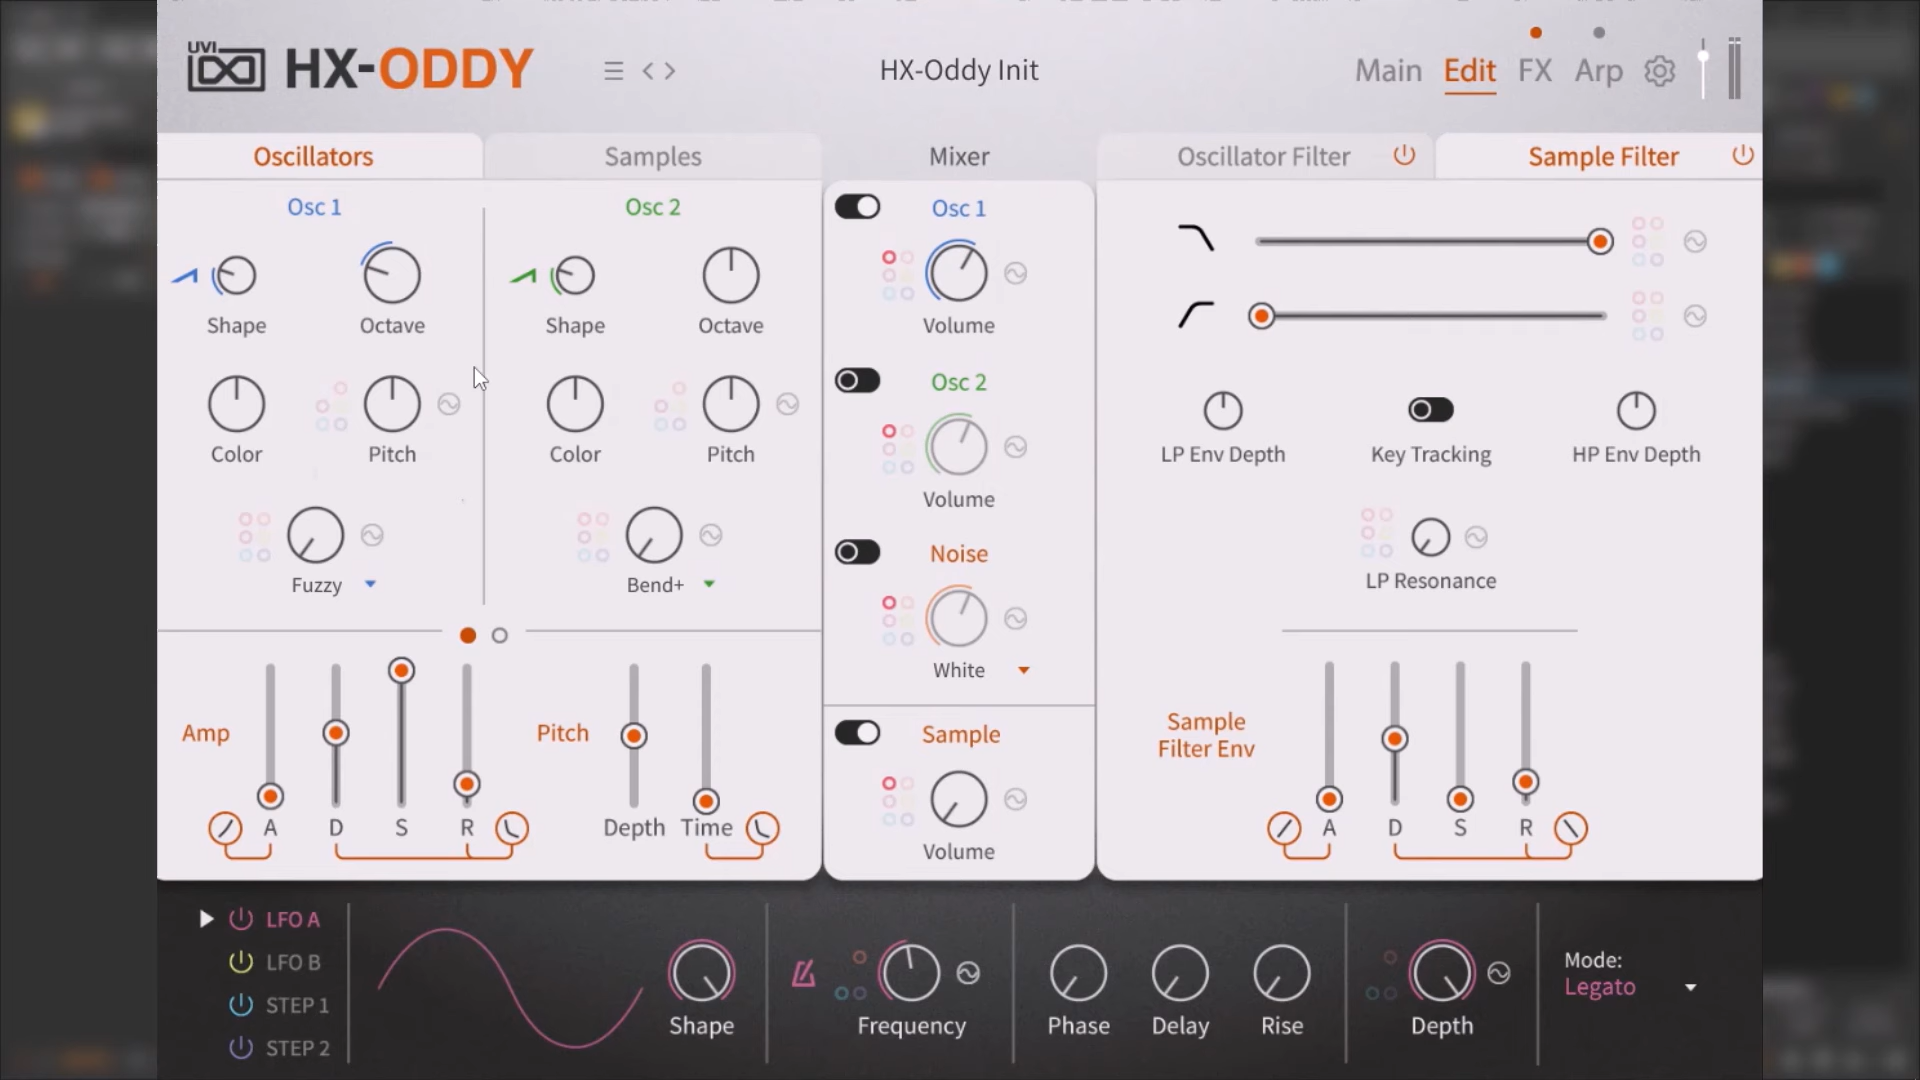 UVI
HX-ODDY
HX-Oddy Init
Main Edit FX Arp
Oscillators Samples Mixer Oscillator Filter Sample Filter
Osc 1 Osc 2 Osc 1
Shape Octave Shape Octave Volume
Osc 2
Color Pitch Color Pitch LP Env Depth Key Tracking HP Env Depth
Volume
Noise
Fuzzy Bend+ LP Resonance
White
Amp Pitch Sample Sample
Filter Env
A D S R Depth Time A D S R
Volume
LFO A
LFO B
STEP 1
STEP 2
Shape Frequency Phase Delay Rise Depth
Mode:
Legato